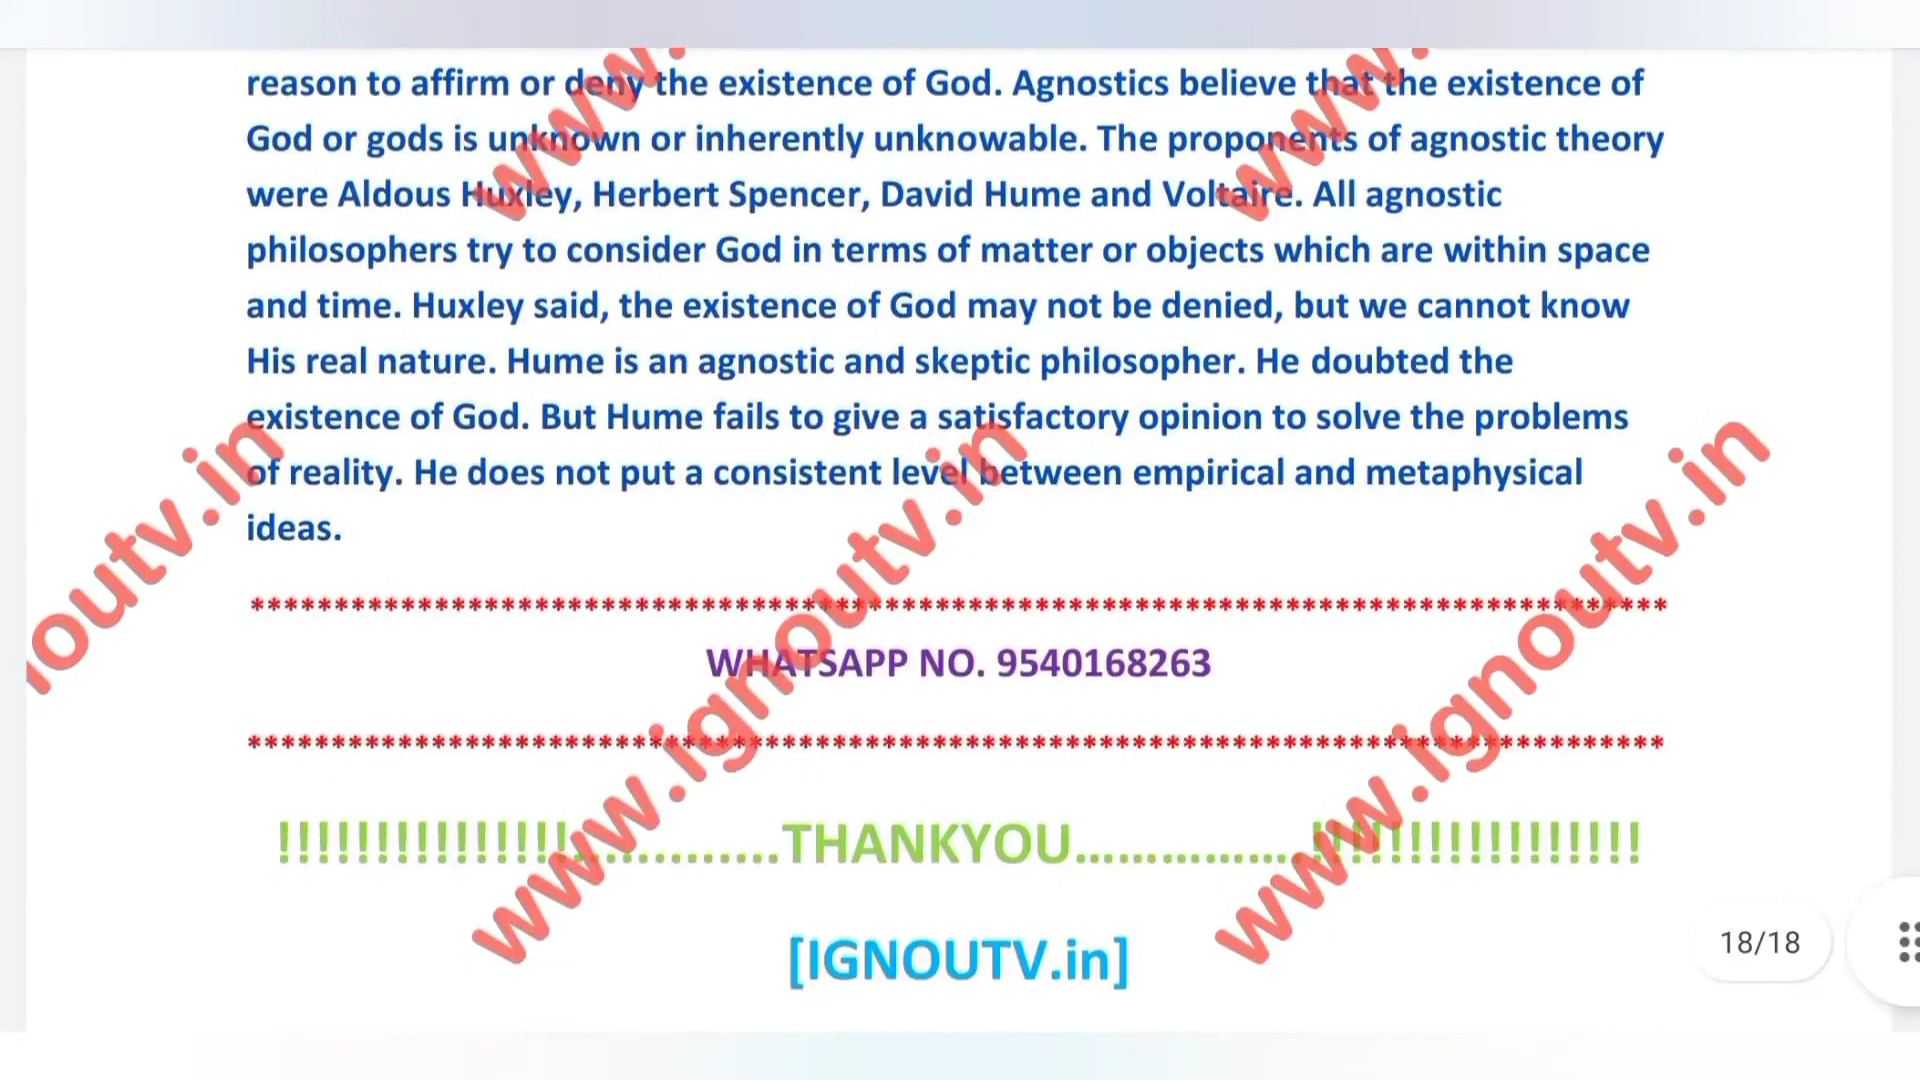 reason to affirm or deny the existence of God. Agnostics believe that the existence of
God or gods is unknown or inherently unknowable. The proponents of agnostic theory
were Aldous Huxley, Herbert Spencer, David Hume and Voltaire. All agnostic
philosophers try to consider God in terms of matter or objects which are within space
and time. Huxley said, the existence of God may not be denied, but we cannot know
His real nature. Hume is an agnostic and skeptic philosopher. He doubted the
existence of God. But Hume fails to give a satisfactory opinion to solve the problems
of reality. He does not put a consistent level between empirical and metaphysical
ideas.
*************************************************************************************
WHATSAPP NO. 9540168263
*************************************************************************************
!!!!!!!!!!!!!!!...............THANKYOU................!!!!!!!!!!!!!!!!!
[IGNOUTV.in]
18/18
www.
www.
noutv.in
www.ignoutv.in
www.ignoutv.in